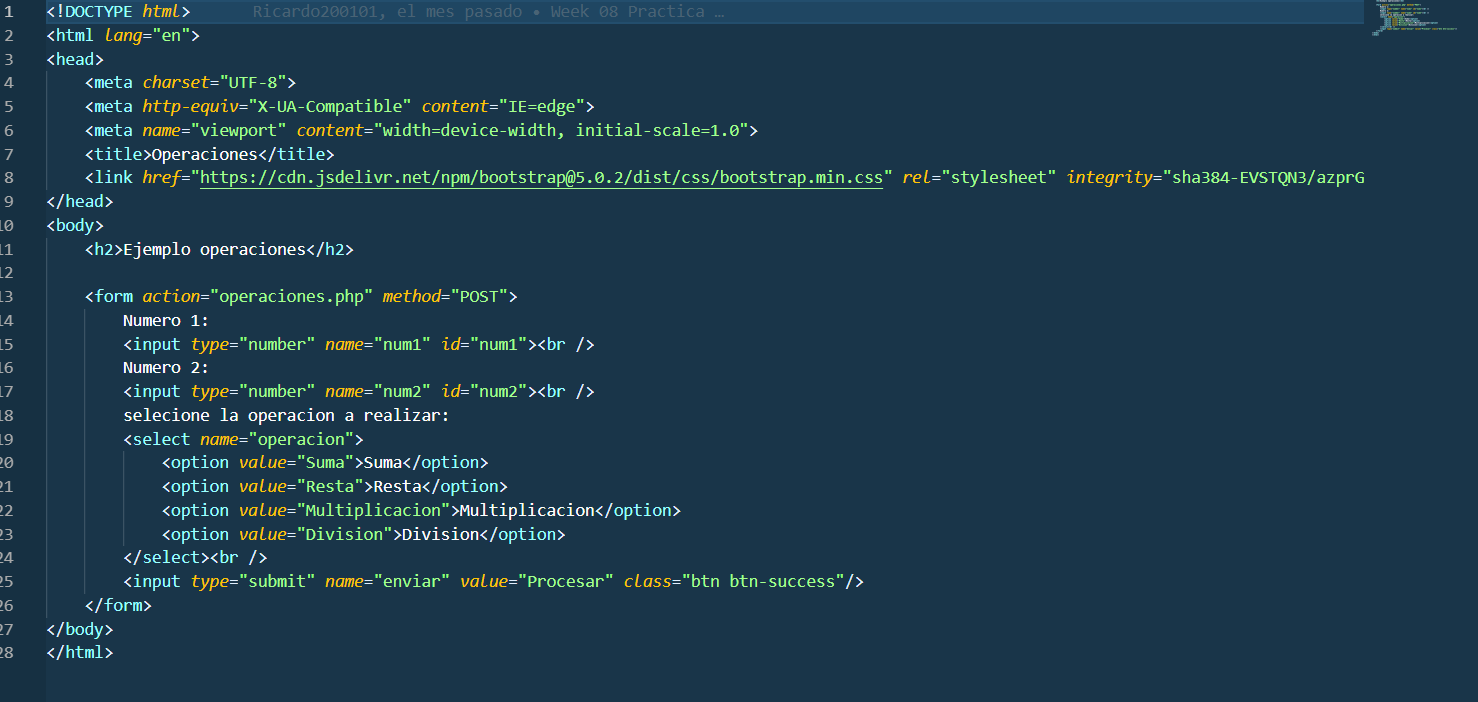 1 <!DOCTYPE html> Ricardo200101, el mes pasado • Week 08 Practica …
2 <html lang="en">
3 <head>
4 <meta charset="UTF-8">
5 <meta http-equiv="X-UA-Compatible" content="IE=edge">
6 <meta name="viewport" content="width=device-width, initial-scale=1.0">
7 <title>Operaciones</title>
8 <link href="https://cdn.jsdelivr.net/npm/bootstrap@5.0.2/dist/css/bootstrap.min.css" rel="stylesheet" integrity="sha384-EVSTQN3/azprG
9 </head>
10 <body>
11 <h2>Ejemplo operaciones</h2>
12
13 <form action="operaciones.php" method="POST">
14 Numero 1:
15 <input type="number" name="num1" id="num1"><br />
16 Numero 2:
17 <input type="number" name="num2" id="num2"><br />
18 selecione la operacion a realizar:
19 <select name="operacion">
20 <option value="Suma">Suma</option>
21 <option value="Resta">Resta</option>
22 <option value="Multiplicacion">Multiplicacion</option>
23 <option value="Division">Division</option>
24 </select><br />
25 <input type="submit" name="enviar" value="Procesar" class="btn btn-success"/>
26 </form>
27 </body>
28 </html>